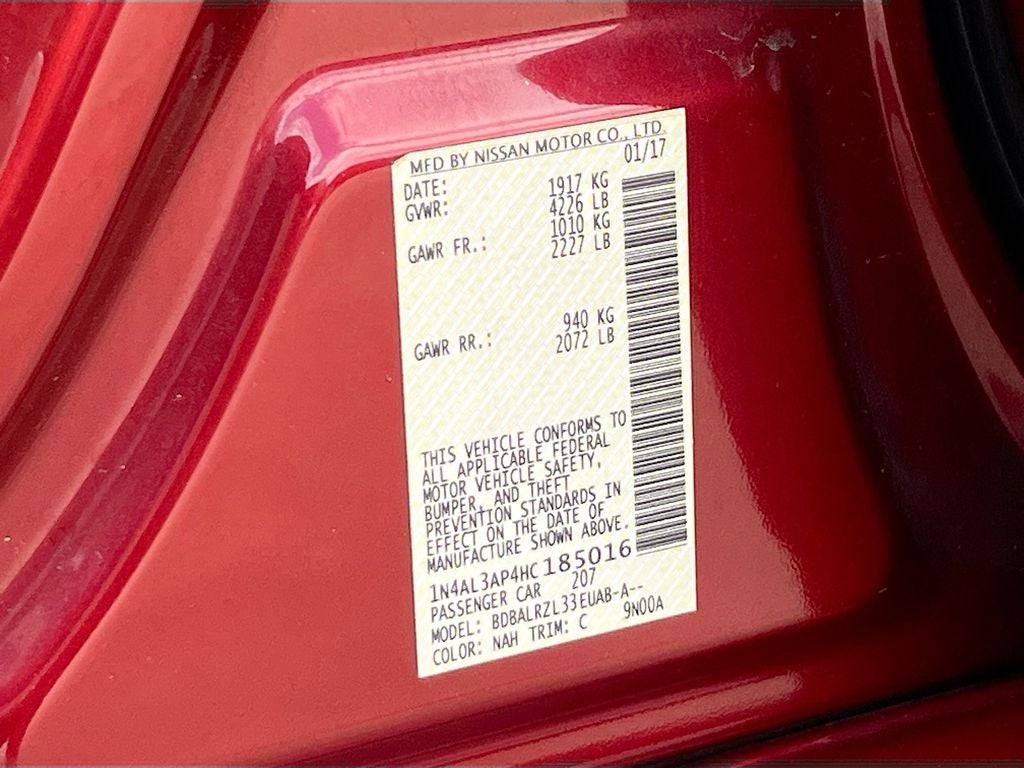 MFD BY NISSAN MOTOR CO., LTD.
DATE: 01/17
GVWR: 1917 KG
4226 LB
GAWR FR.: 1010 KG
2227 LB
GAWR RR.: 940 KG
2072 LB
THIS VEHICLE CONFORMS TO
ALL APPLICABLE FEDERAL
MOTOR VEHICLE SAFETY,
BUMPER, AND THEFT
PREVENTION STANDARDS IN
EFFECT ON THE DATE OF
MANUFACTURE SHOWN ABOVE.
1N4AL3AP4HC185016
PASSENGER CAR 207
MODEL: BDBALRZL33EUAB-A--
COLOR: NAH TRIM: C 9N00A